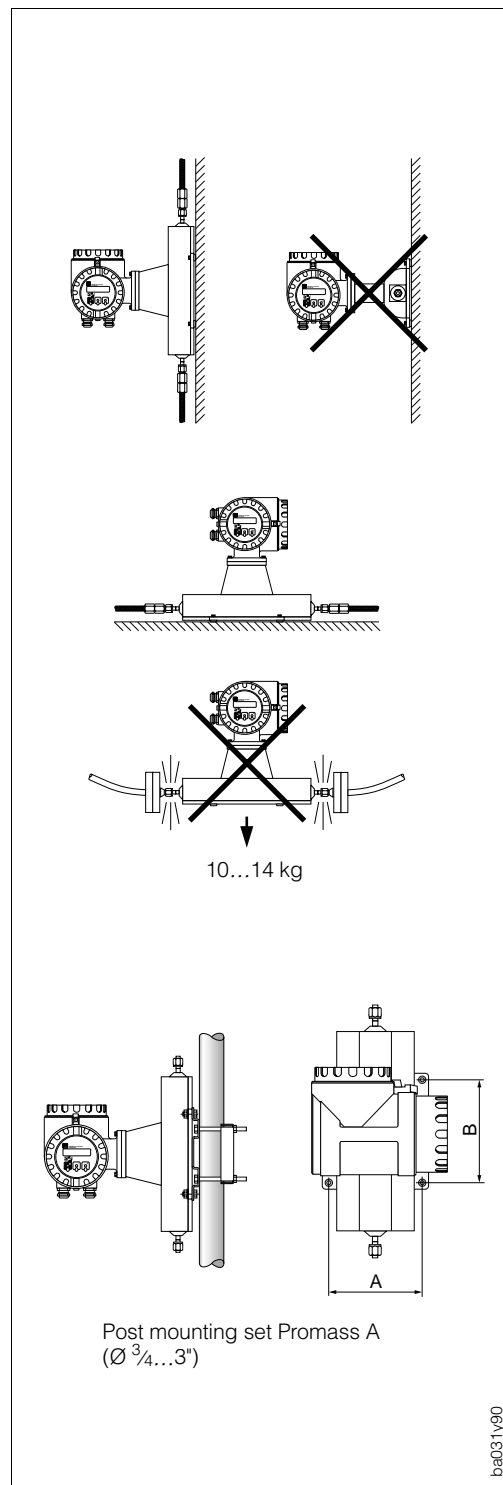 10...14 kg
B
A
Post mounting set Promass A
(Ø 3/4...3")
ba031y90